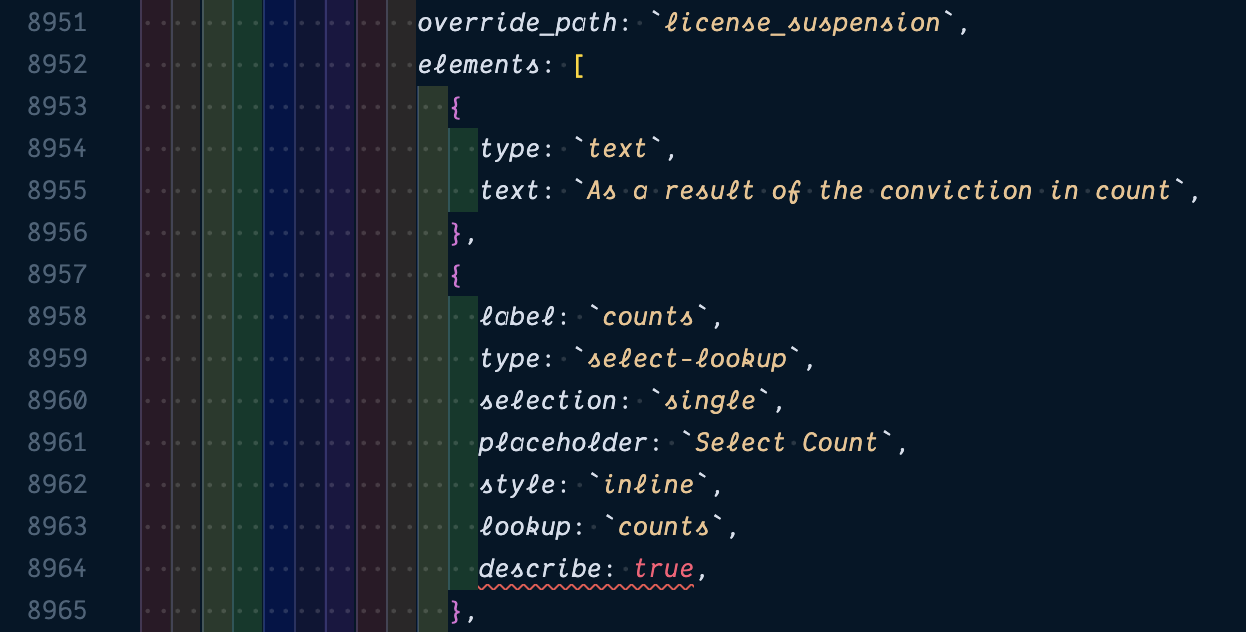 8951 override_path: `license_suspension`,
8952 elements: [
8953 {
8954 type: `text`,
8955 text: `As a result of the conviction in count`,
8956 },
8957 {
8958 label: `counts`,
8959 type: `select-lookup`,
8960 selection: `single`,
8961 placeholder: `Select Count`,
8962 style: `inline`,
8963 lookup: `counts`,
8964 describe: true,
8965 },